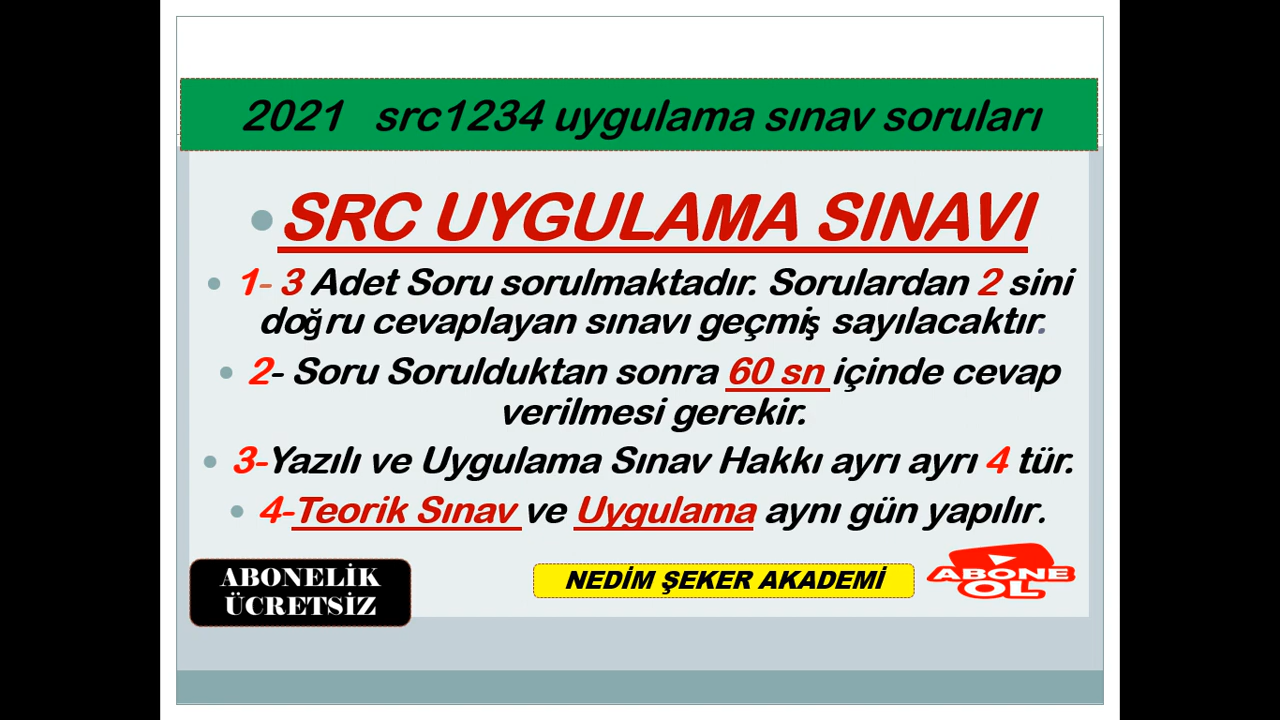 2021 src1234 uygulama sınav soruları
SRC UYGULAMA SINAVI
1- 3 Adet Soru sorulmaktadır. Sorulardan 2 sini
doğru cevaplayan sınavı geçmiş sayılacaktır.
2- Soru Sorulduktan sonra 60 sn içinde cevap
verilmesi gerekir.
3-Yazılı ve Uygulama Sınav Hakkı ayrı ayrı 4 tür.
4-Teorik Sınav ve Uygulama aynı gün yapılır.
ABONELİK
ÜCRETSİZ
NEDİM ŞEKER AKADEMİ
ABONE
OL